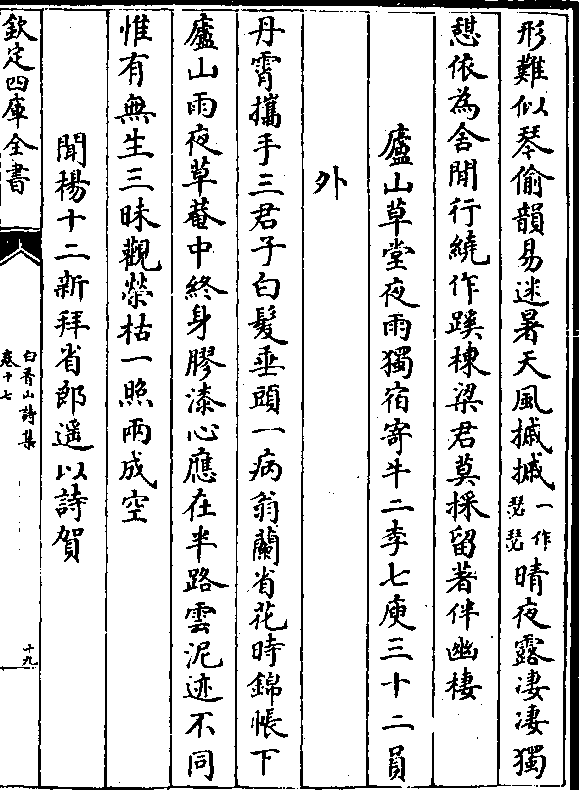 形難似琴偷韻易迷暑天風摵摵一作瑟瑟晴夜露凄凄獨
憇依為舍閒行繞作蹊棟梁君莫採留著伴幽棲
廬山草堂夜雨獨宿寄牛二李七庾三十二員
外
丹霄攜手三君子白髮垂頭一病翁蘭省花時錦帳下
廬山雨夜草菴中終身膠漆心應在半路雲泥迹不同
惟有無生三昧觀榮枯一照兩成空
聞楊十二新拜省郎遥以詩賀
欽定四庫全書
白香山詩集
卷十七
十九